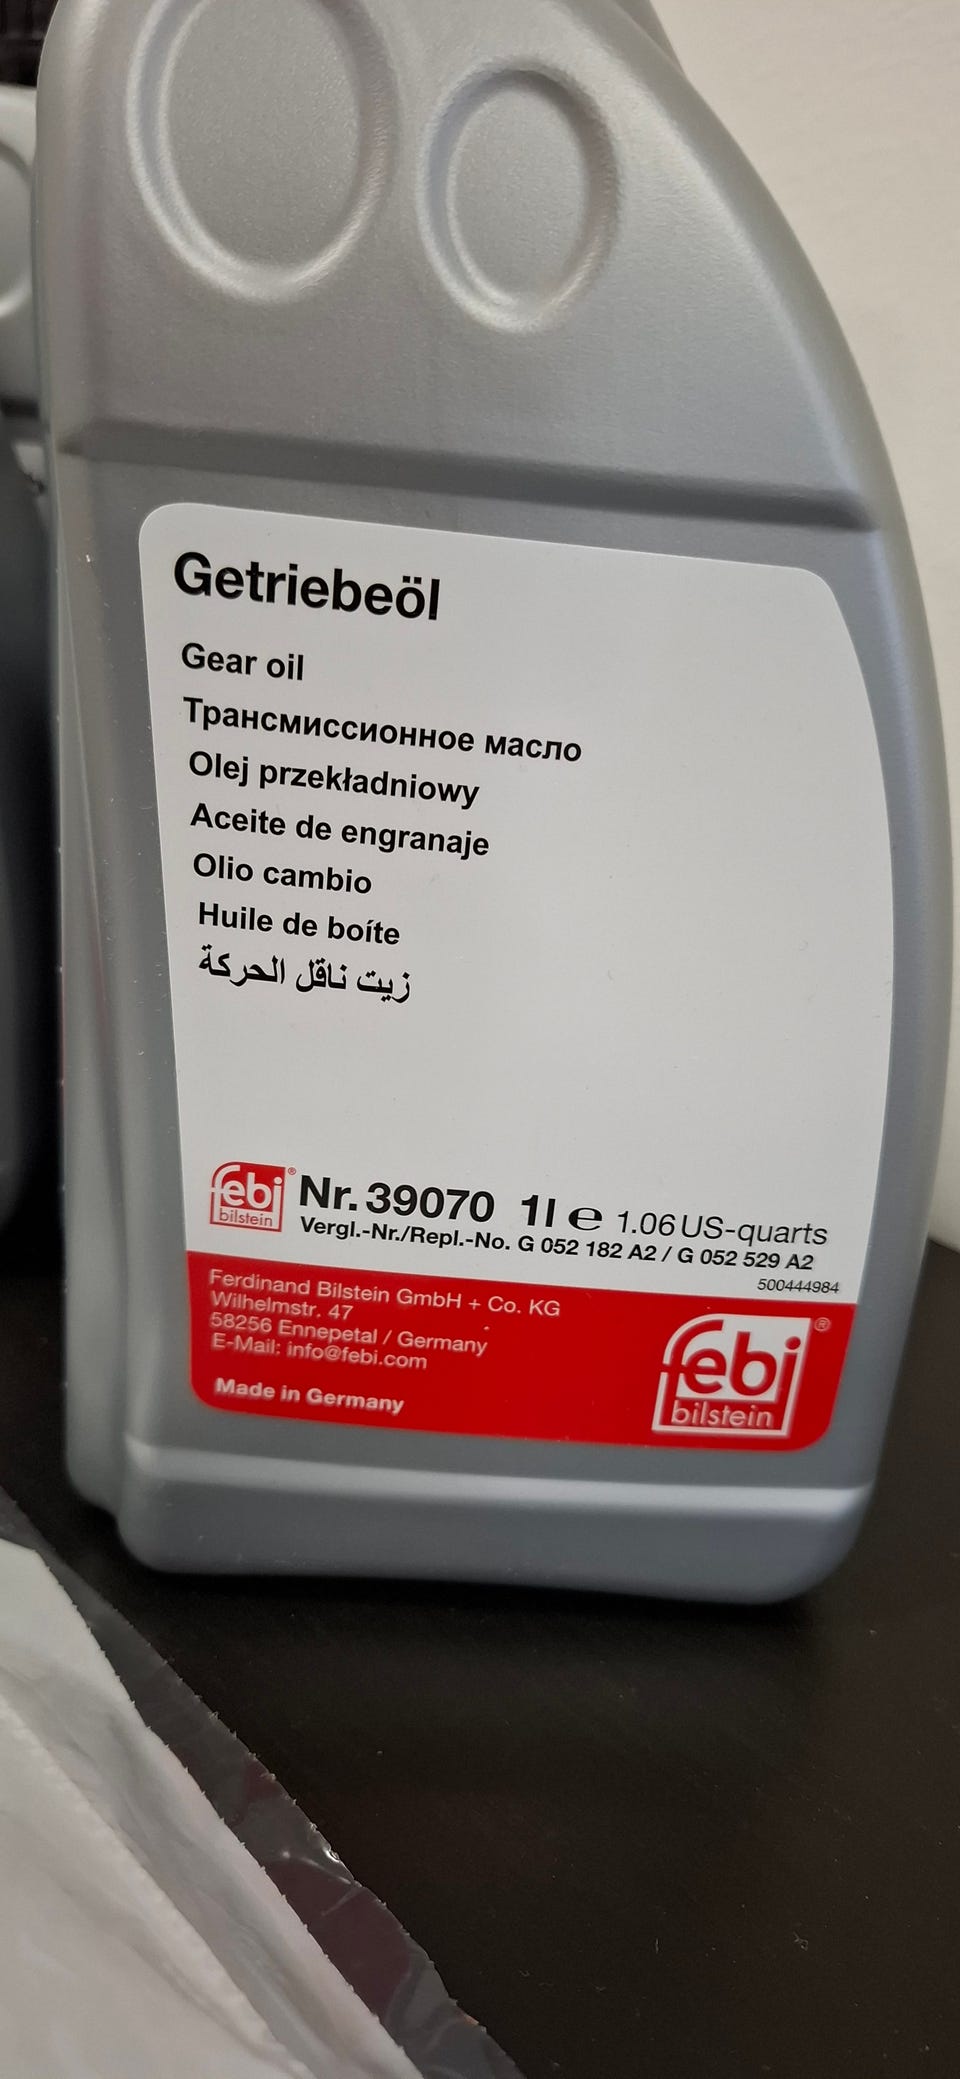 Getriebeöl
Gear oil
Трансмиссионное масло
Olej przekładniowy
Aceite de engranaje
Olio cambio
Huile de boíte
زيت ناقل الحركة
febi®
bilstein
Nr. 39070 1l ℮ 1.06 US-quarts
Vergl.-Nr./Repl.-No. G 052 182 A2 / G 052 529 A2
500444984
Ferdinand Bilstein GmbH + Co. KG
Wilhelmstr. 47
58256 Ennepetal / Germany
E-Mail: info@febi.com
Made in Germany
febi®
bilstein